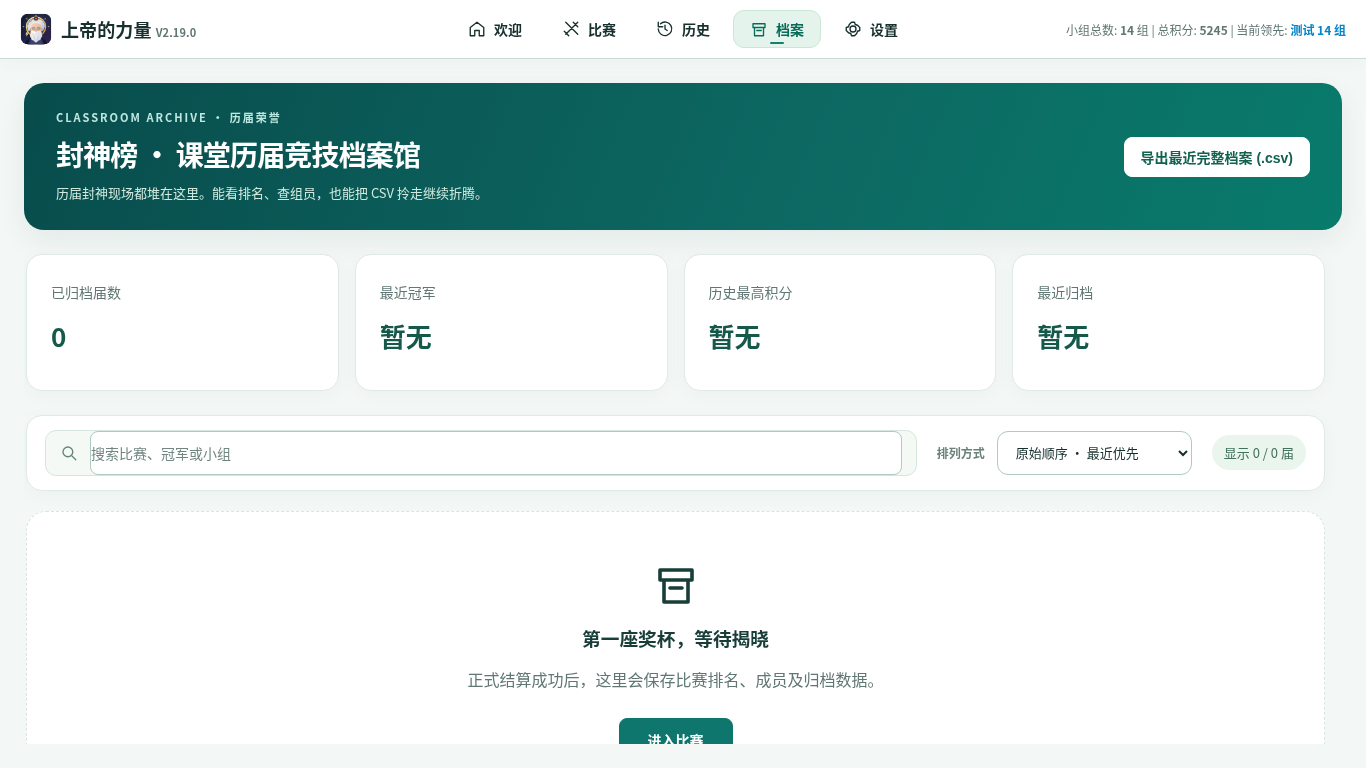 上帝的力量 V2.19.0
欢迎
比赛
历史
档案
设置
小组总数: 14 组 | 总积分: 5245 | 当前领先: 测试 14 组
CLASSROOM ARCHIVE · 历届荣誉
封神榜 · 课堂历届竞技档案馆
历届封神现场都堆在这里。能看排名、查组员，也能把 CSV 拎走继续折腾。
导出最近完整档案 (.csv)
已归档届数
0
最近冠军
暂无
历史最高积分
暂无
最近归档
暂无
搜索比赛、冠军或小组
排列方式
原始顺序 · 最近优先
显示 0 / 0 届
第一座奖杯，等待揭晓
正式结算成功后，这里会保存比赛排名、成员及归档数据。
进入比赛